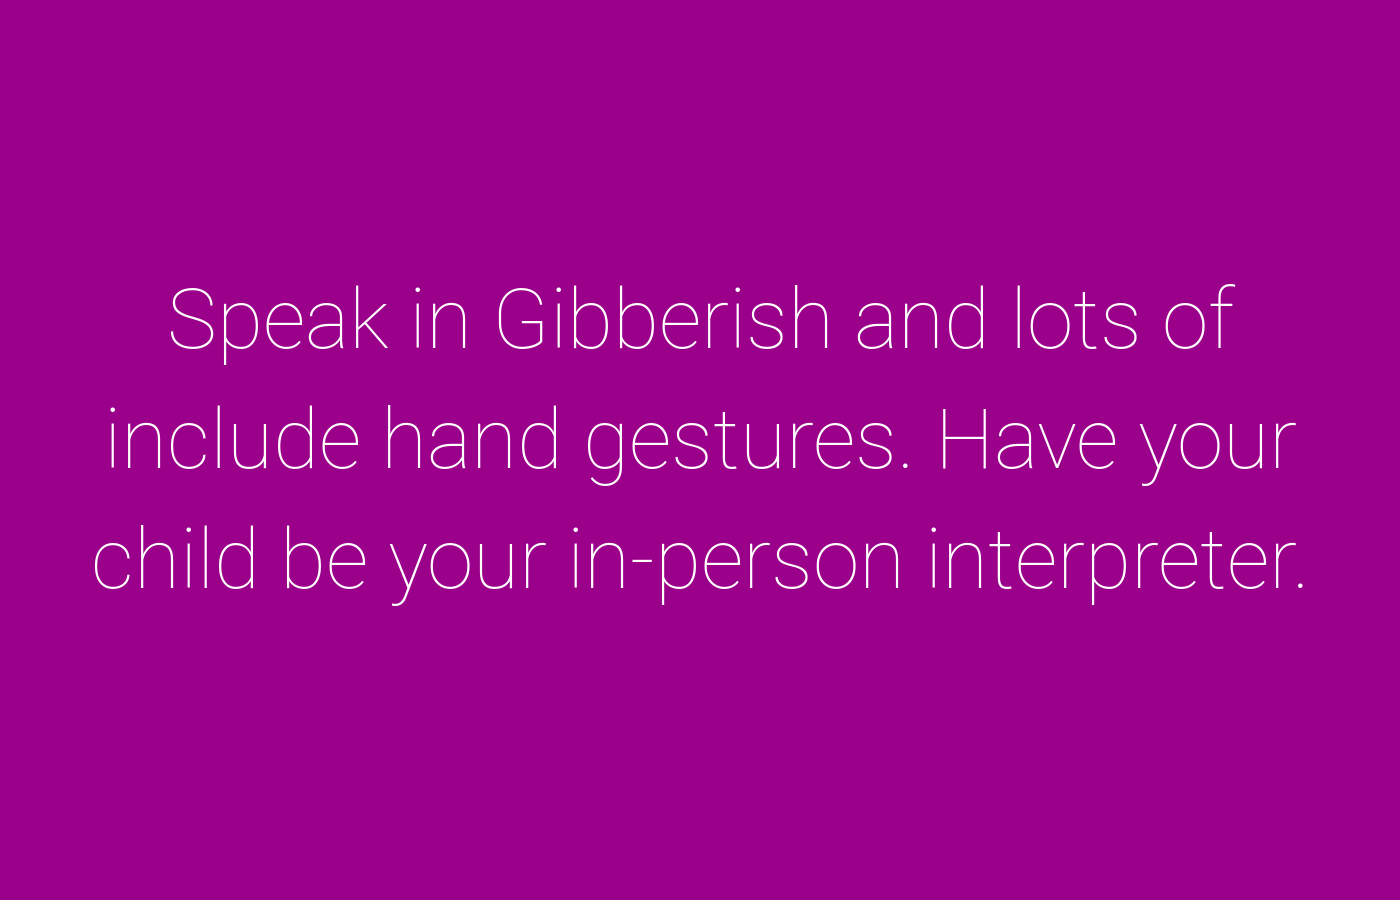 Speak in Gibberish and lots of
include hand gestures. Have your
child be your in-person interpreter.